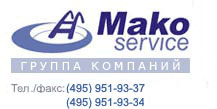 Mako
service
ГРУППА КОМПАНИЙ
Тел./факс: (495) 951-93-37
(495) 951-93-34